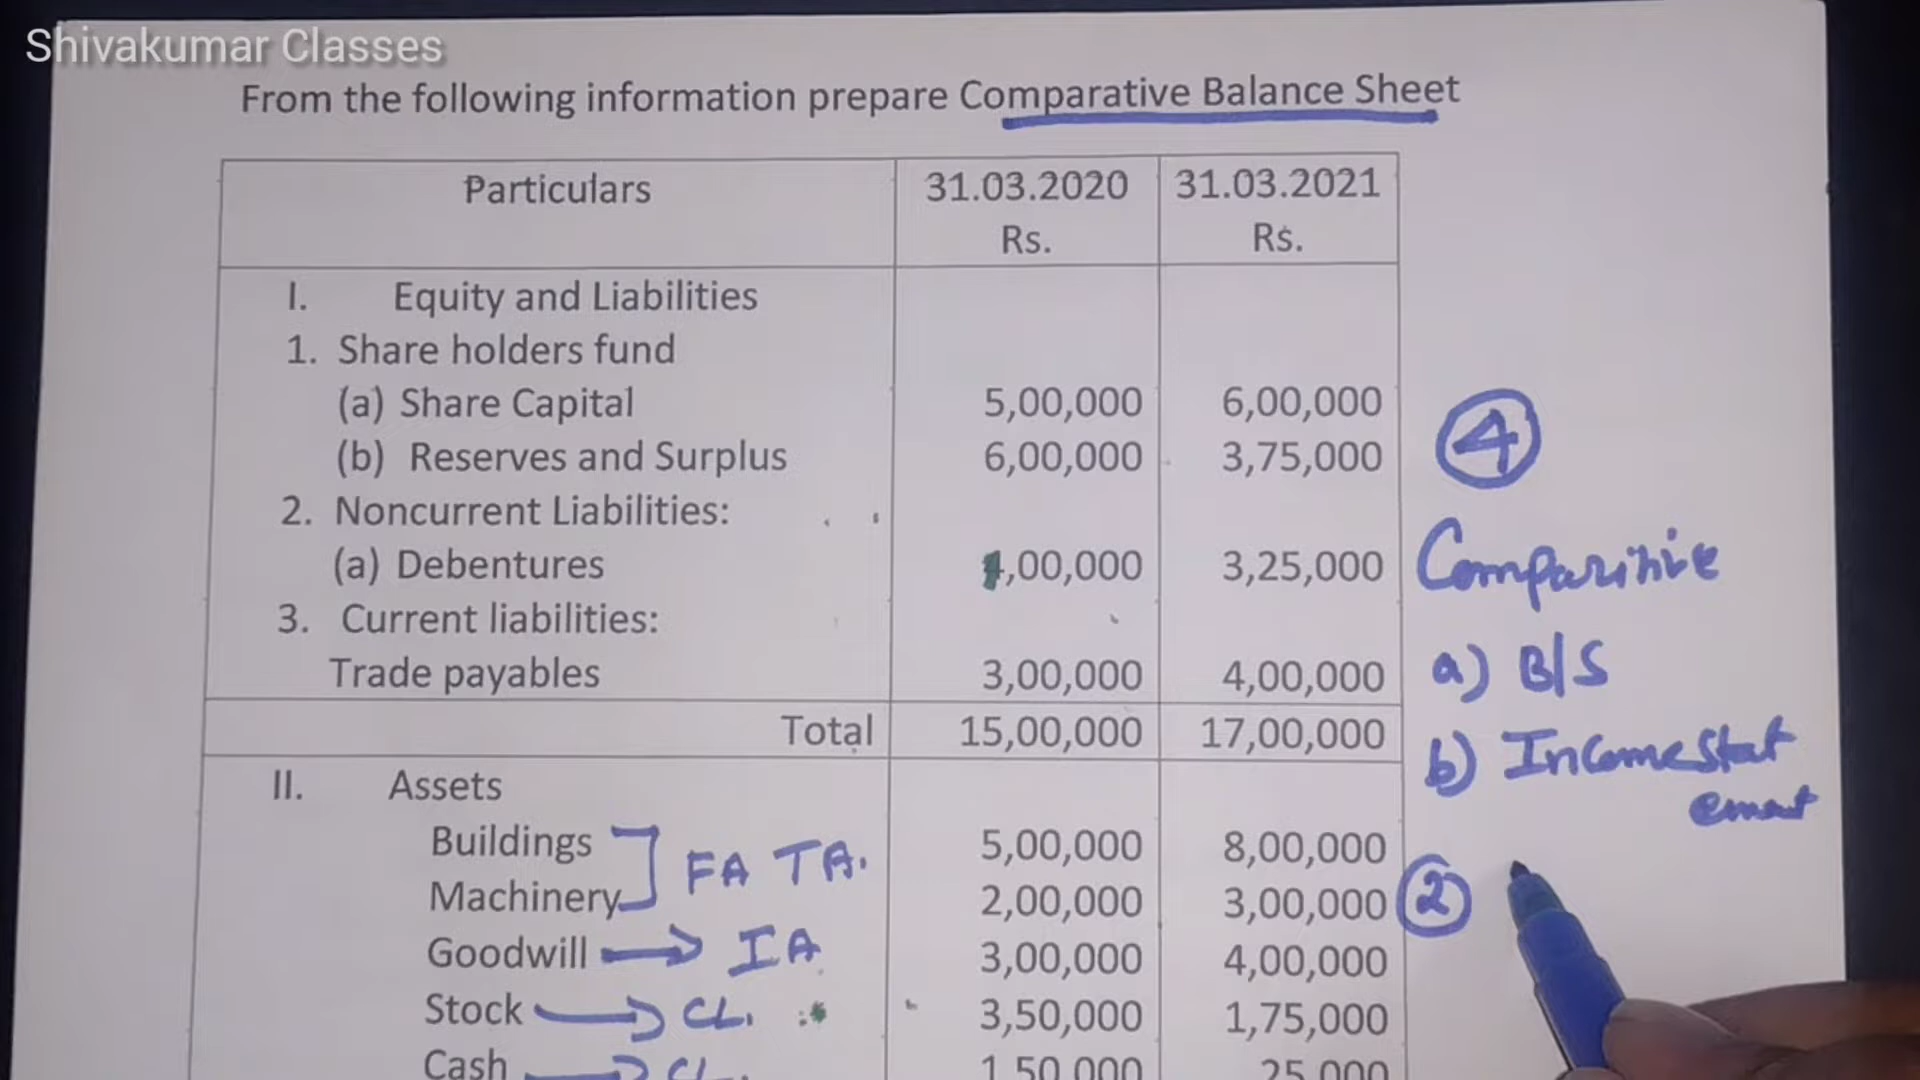 Shivakumar Classes
From the following information prepare Comparative Balance Sheet
Particulars 31.03.2020 31.03.2021
Rs. Rs.
I. Equity and Liabilities
1. Share holders fund
(a) Share Capital 5,00,000 6,00,000
(b) Reserves and Surplus 6,00,000 3,75,000
2. Noncurrent Liabilities:
(a) Debentures 1,00,000 3,25,000
3. Current liabilities:
Trade payables 3,00,000 4,00,000
Total 15,00,000 17,00,000
II. Assets
Buildings 5,00,000 8,00,000
FA TA.
Machinery 2,00,000 3,00,000
Goodwill → IA 3,00,000 4,00,000
Stock → CL. 3,50,000 1,75,000
Cash → CL. 1,50,000 25,000
4
Comparitive
a) B/S
b) Income Stat
ement
2